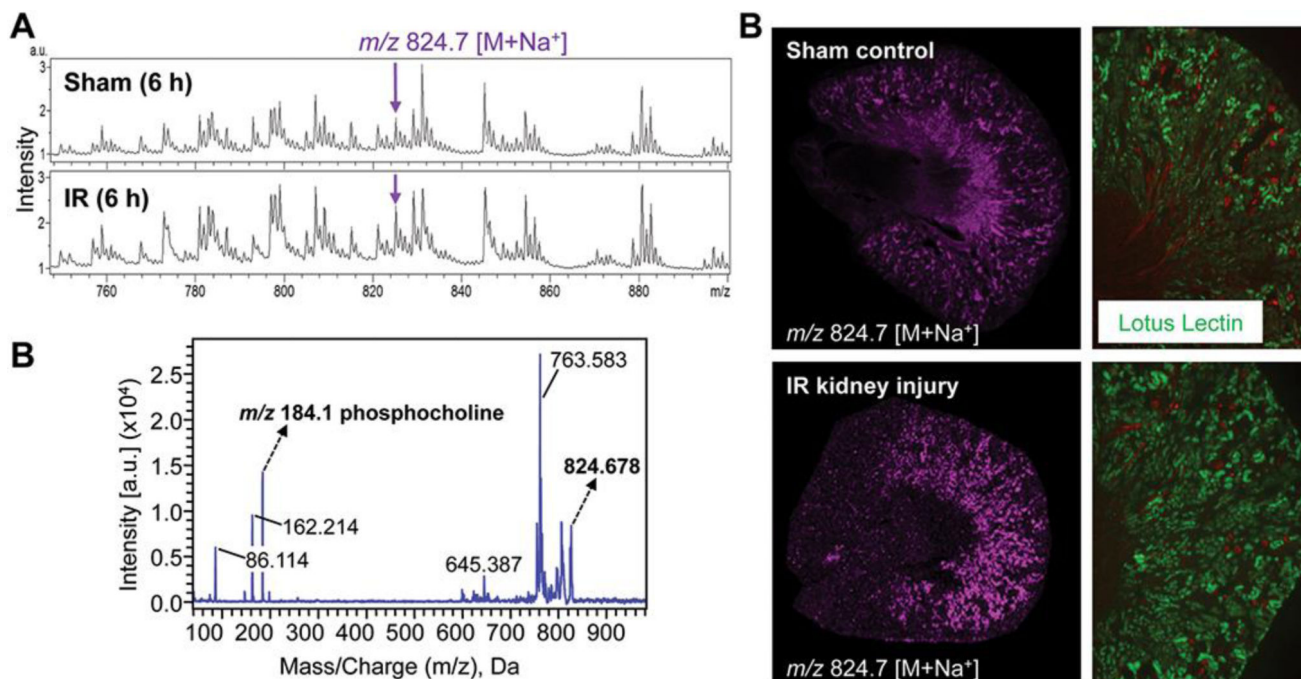 A
m/z 824.7 [M+Na⁺]
a.u.
3
Sham (6 h)
2
1
Intensity
3
IR (6 h)
2
1
760 780 800 820 840 860 880 m/z
B
2.5
2.0
1.5
1.0
0.5
0.0
Intensity [a.u.] (x10⁴)
763.583
m/z 184.1 phosphocholine
824.678
162.214
86.114
645.387
100 200 300 400 500 600 700 800 900
Mass/Charge (m/z), Da
B
Sham control
m/z 824.7 [M+Na⁺]
Lotus Lectin
IR kidney injury
m/z 824.7 [M+Na⁺]